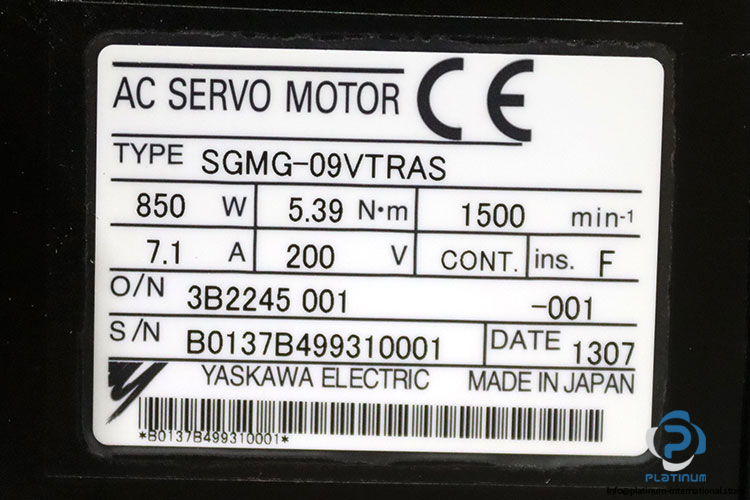 AC SERVO MOTOR CE
TYPE SGMG-09VTRAS
850 W 5.39 N•m 1500 min-1
7.1 A 200 V CONT. ins. F
O/N 3B2245 001 -001
S/N B0137B499310001 DATE 1307
YASKAWA ELECTRIC MADE IN JAPAN
*B0137B499310001*
PLATINUM